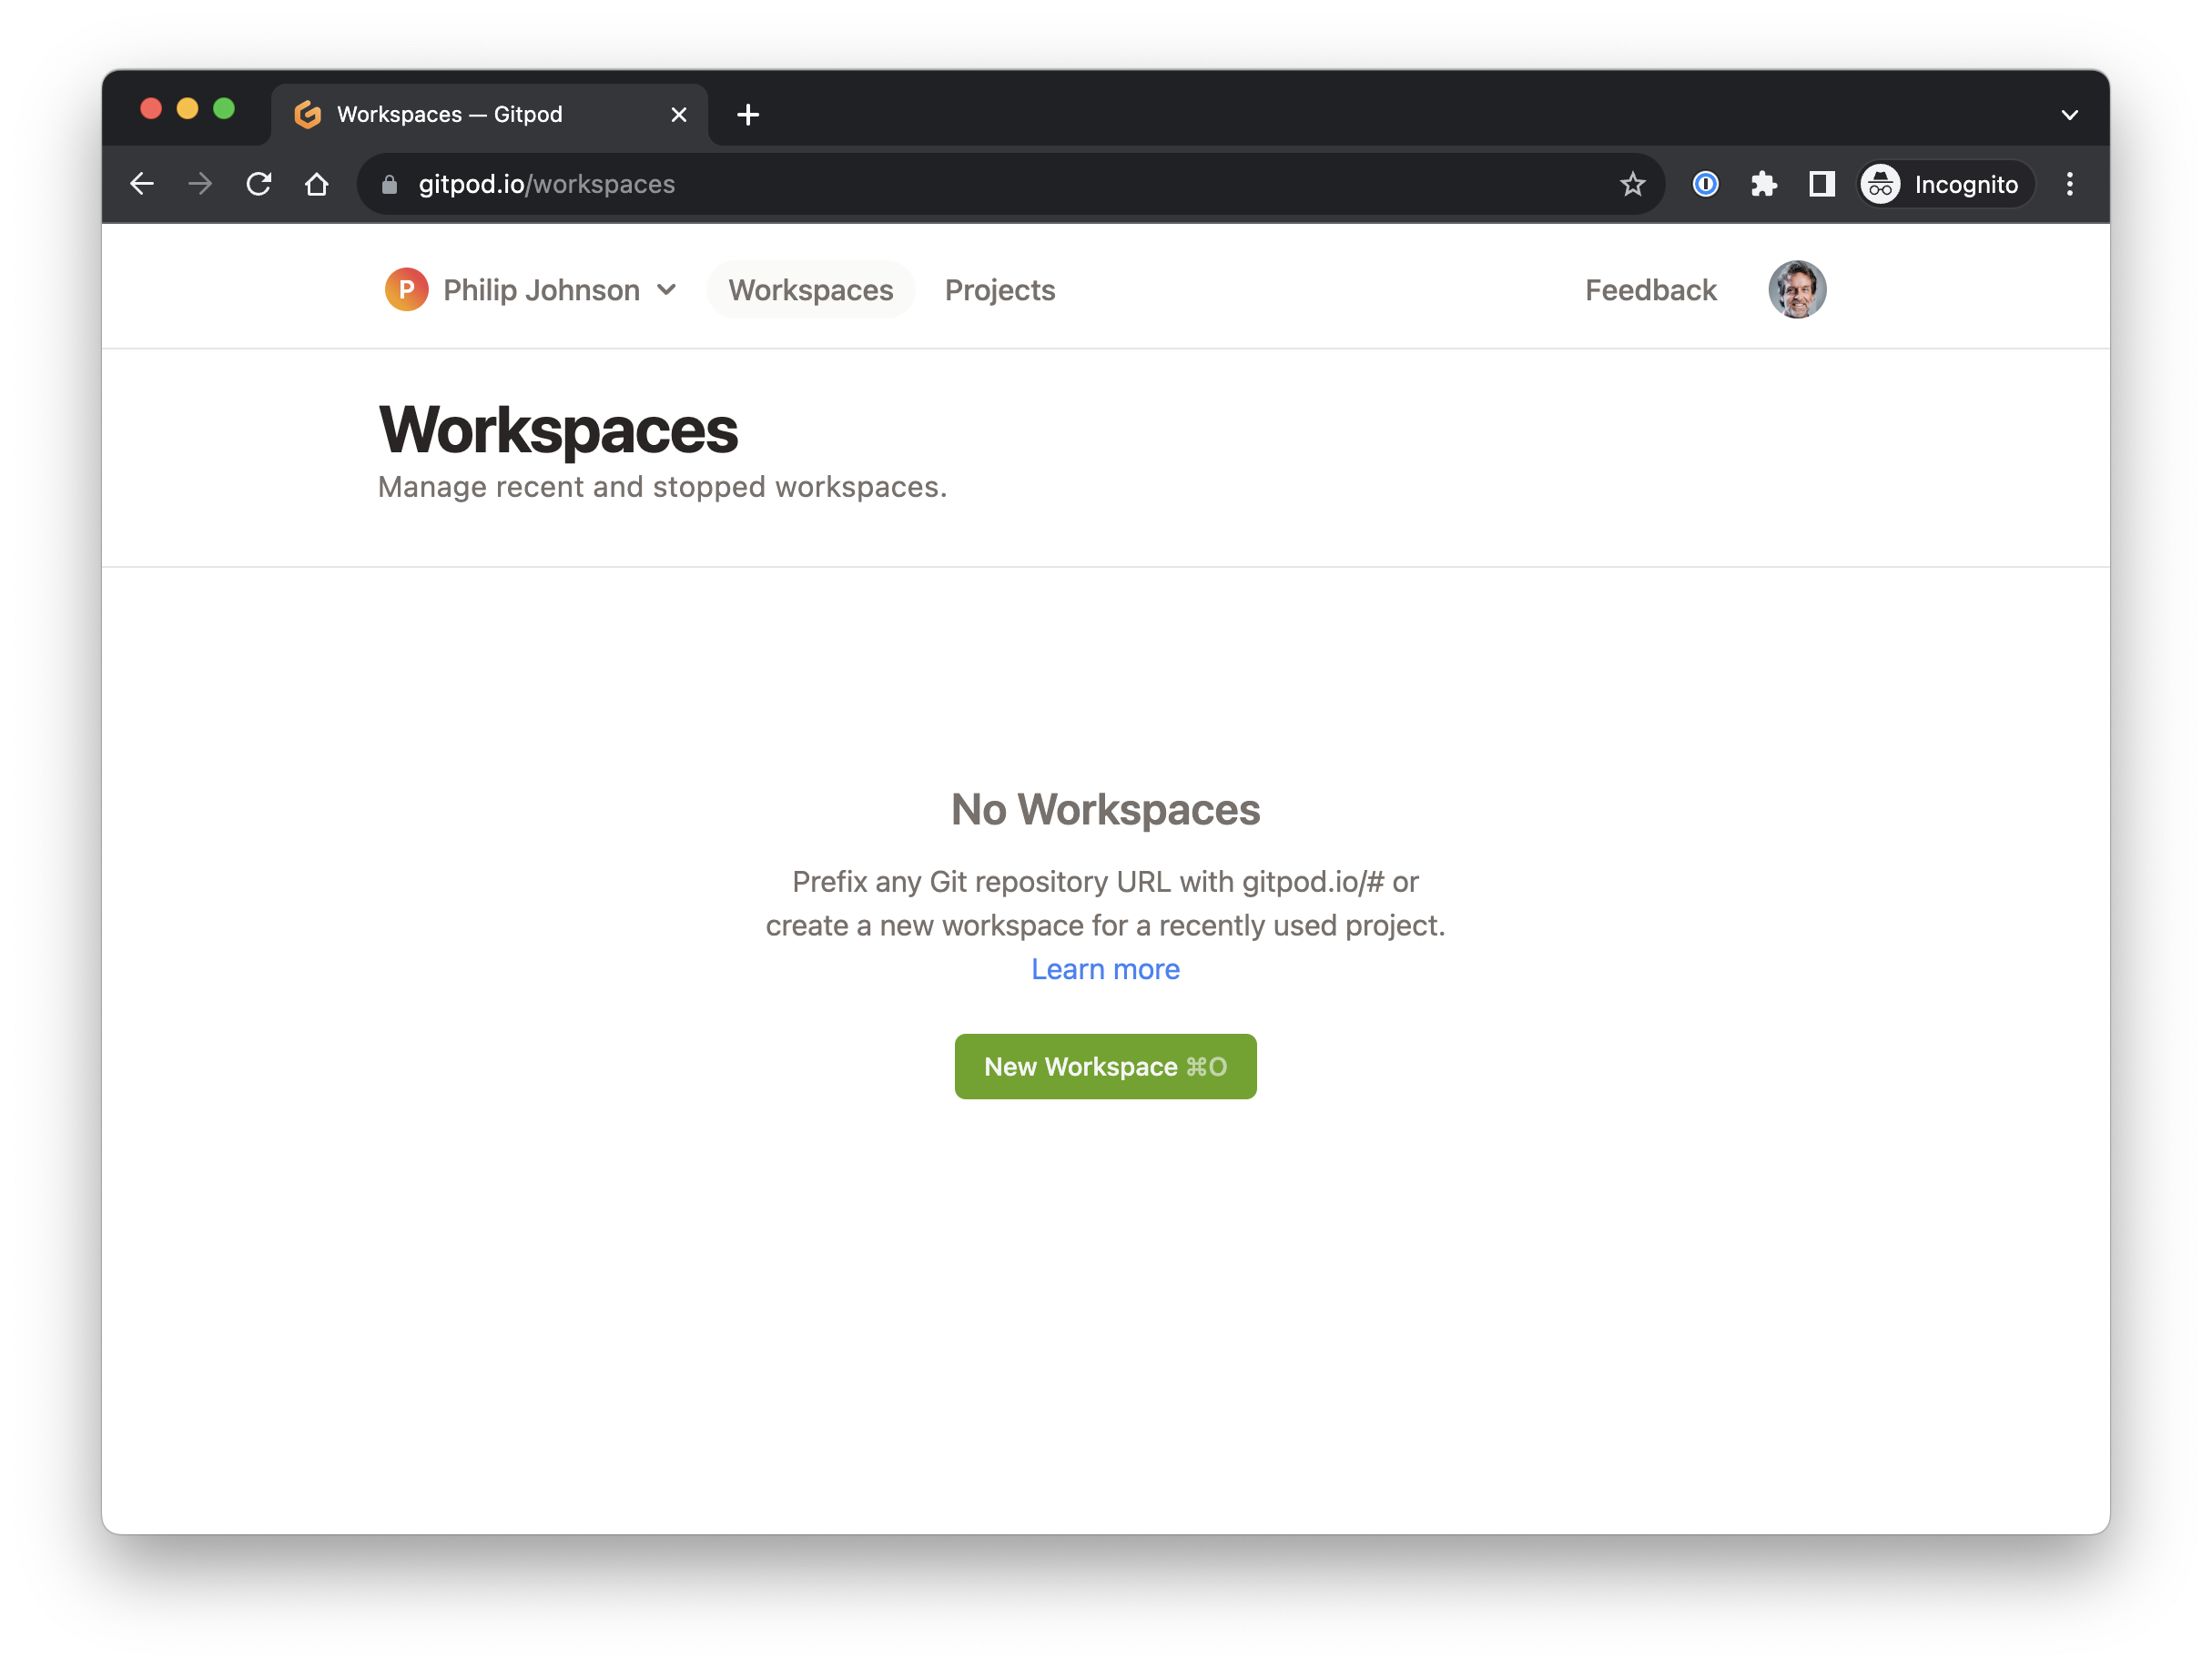 Workspaces — Gitpod
gitpod.io/workspaces
Incognito
P Philip Johnson Workspaces Projects Feedback
Workspaces
Manage recent and stopped workspaces.
No Workspaces
Prefix any Git repository URL with gitpod.io/# or
create a new workspace for a recently used project.
Learn more
New Workspace ⌘O